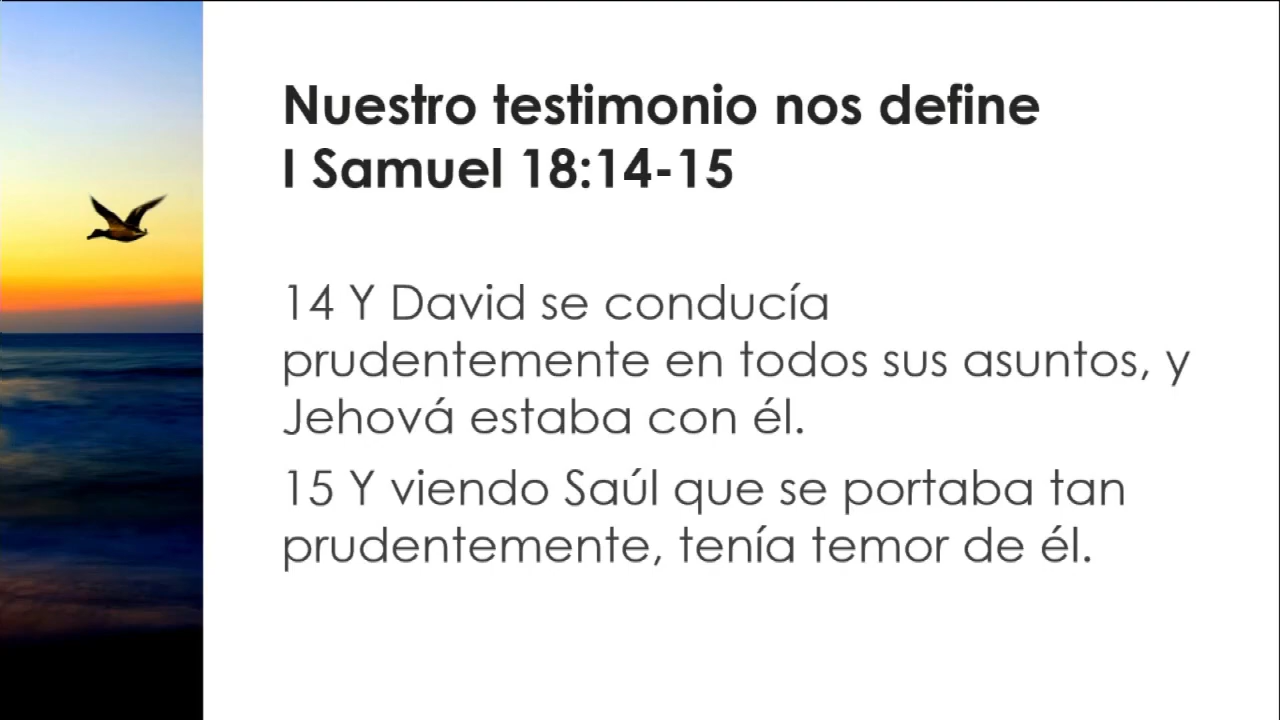 Nuestro testimonio nos define
I Samuel 18:14-15
14 Y David se conducía
prudentemente en todos sus asuntos, y
Jehová estaba con él.
15 Y viendo Saúl que se portaba tan
prudentemente, tenía temor de él.